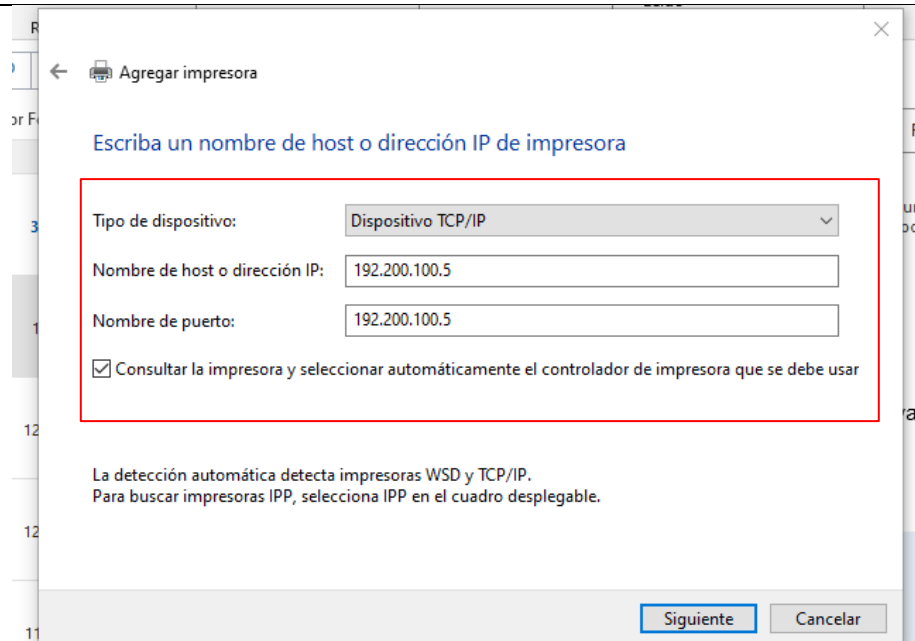 Agregar impresora
Escriba un nombre de host o dirección IP de impresora
Tipo de dispositivo: Dispositivo TCP/IP
Nombre de host o dirección IP: 192.200.100.5
Nombre de puerto: 192.200.100.5
Consultar la impresora y seleccionar automáticamente el controlador de impresora que se debe usar
La detección automática detecta impresoras WSD y TCP/IP.
Para buscar impresoras IPP, selecciona IPP en el cuadro desplegable.
Siguiente Cancelar